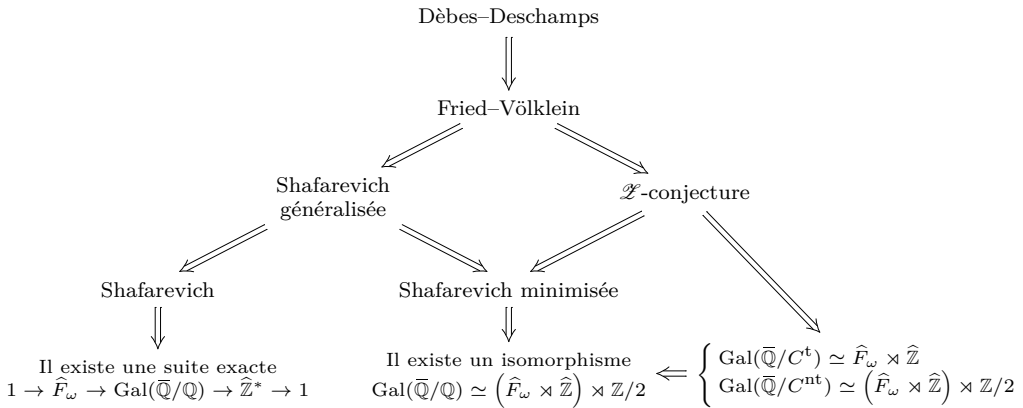 Dèbes–Deschamps
Fried–Völklein
Shafarevich
généralisée
𝒵-conjecture
Shafarevich
Shafarevich minimisée
Il existe une suite exacte
1 → F̂_ω → Gal(ℚ̅/ℚ) → ℤ̂* → 1
Il existe un isomorphisme
Gal(ℚ̅/ℚ) ≃ (F̂_ω ⋊ ℤ̂) ⋊ ℤ/2
Gal(ℚ̅/C^t) ≃ F̂_ω ⋊ ℤ̂
Gal(ℚ̅/C^nt) ≃ (F̂_ω ⋊ ℤ̂) ⋊ ℤ/2